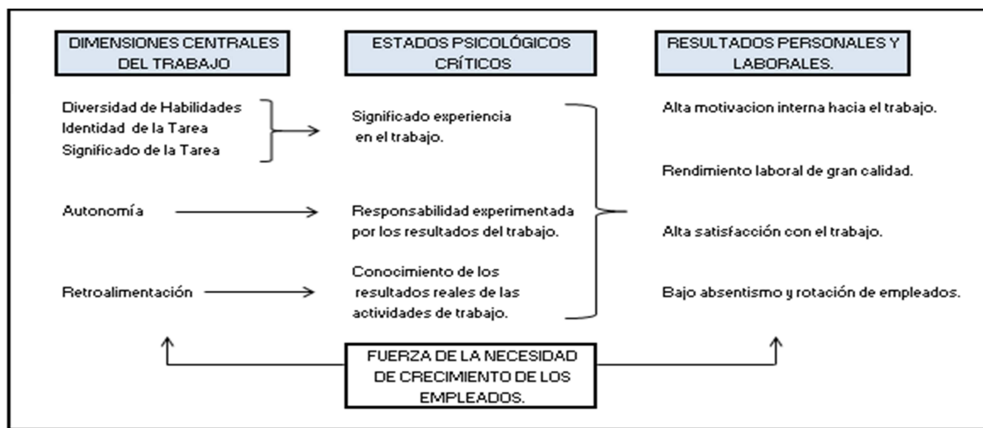 DIMENSIONES CENTRALES
DEL TRABAJO
Diversidad de Habilidades
Identidad de la Tarea
Significado de la Tarea
Autonomía
Retroalimentación
ESTADOS PSICOLÓGICOS
CRÍTICOS
Significado experiencia
en el trabajo.
Responsabilidad experimentada
por los resultados del trabajo.
Conocimiento de los
resultados reales de las
actividades de trabajo.
RESULTADOS PERSONALES Y
LABORALES.
Alta motivacion interna hacia el trabajo.
Rendimiento laboral de gran calidad.
Alta satisfacción con el trabajo.
Bajo absentismo y rotación de empleados.
FUERZA DE LA NECESIDAD
DE CRECIMIENTO DE LOS
EMPLEADOS.